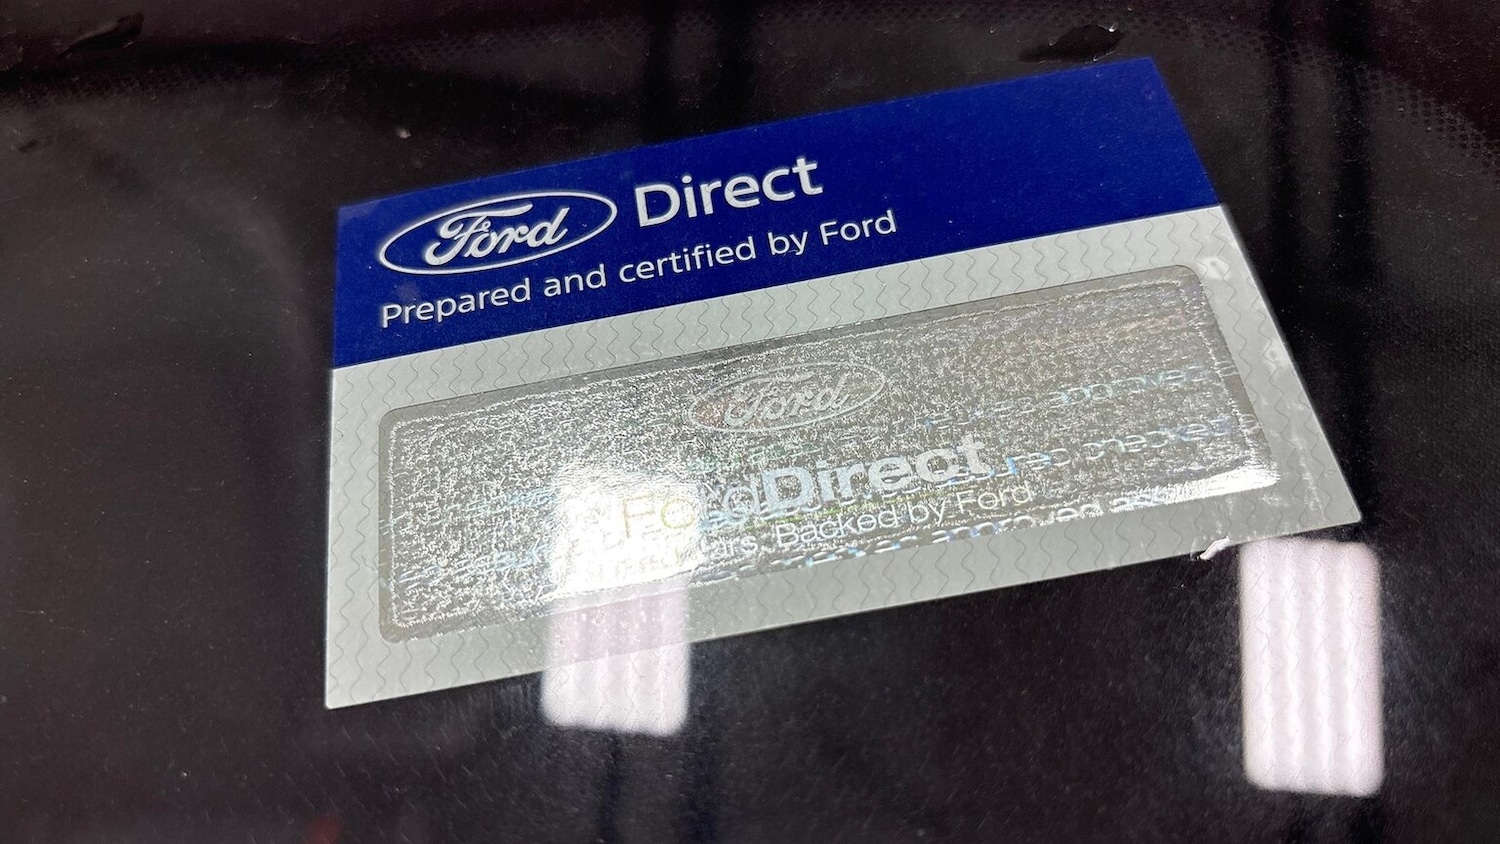 Ford Direct
Prepared and certified by Ford
Ford
FordDirect
Backed by Ford